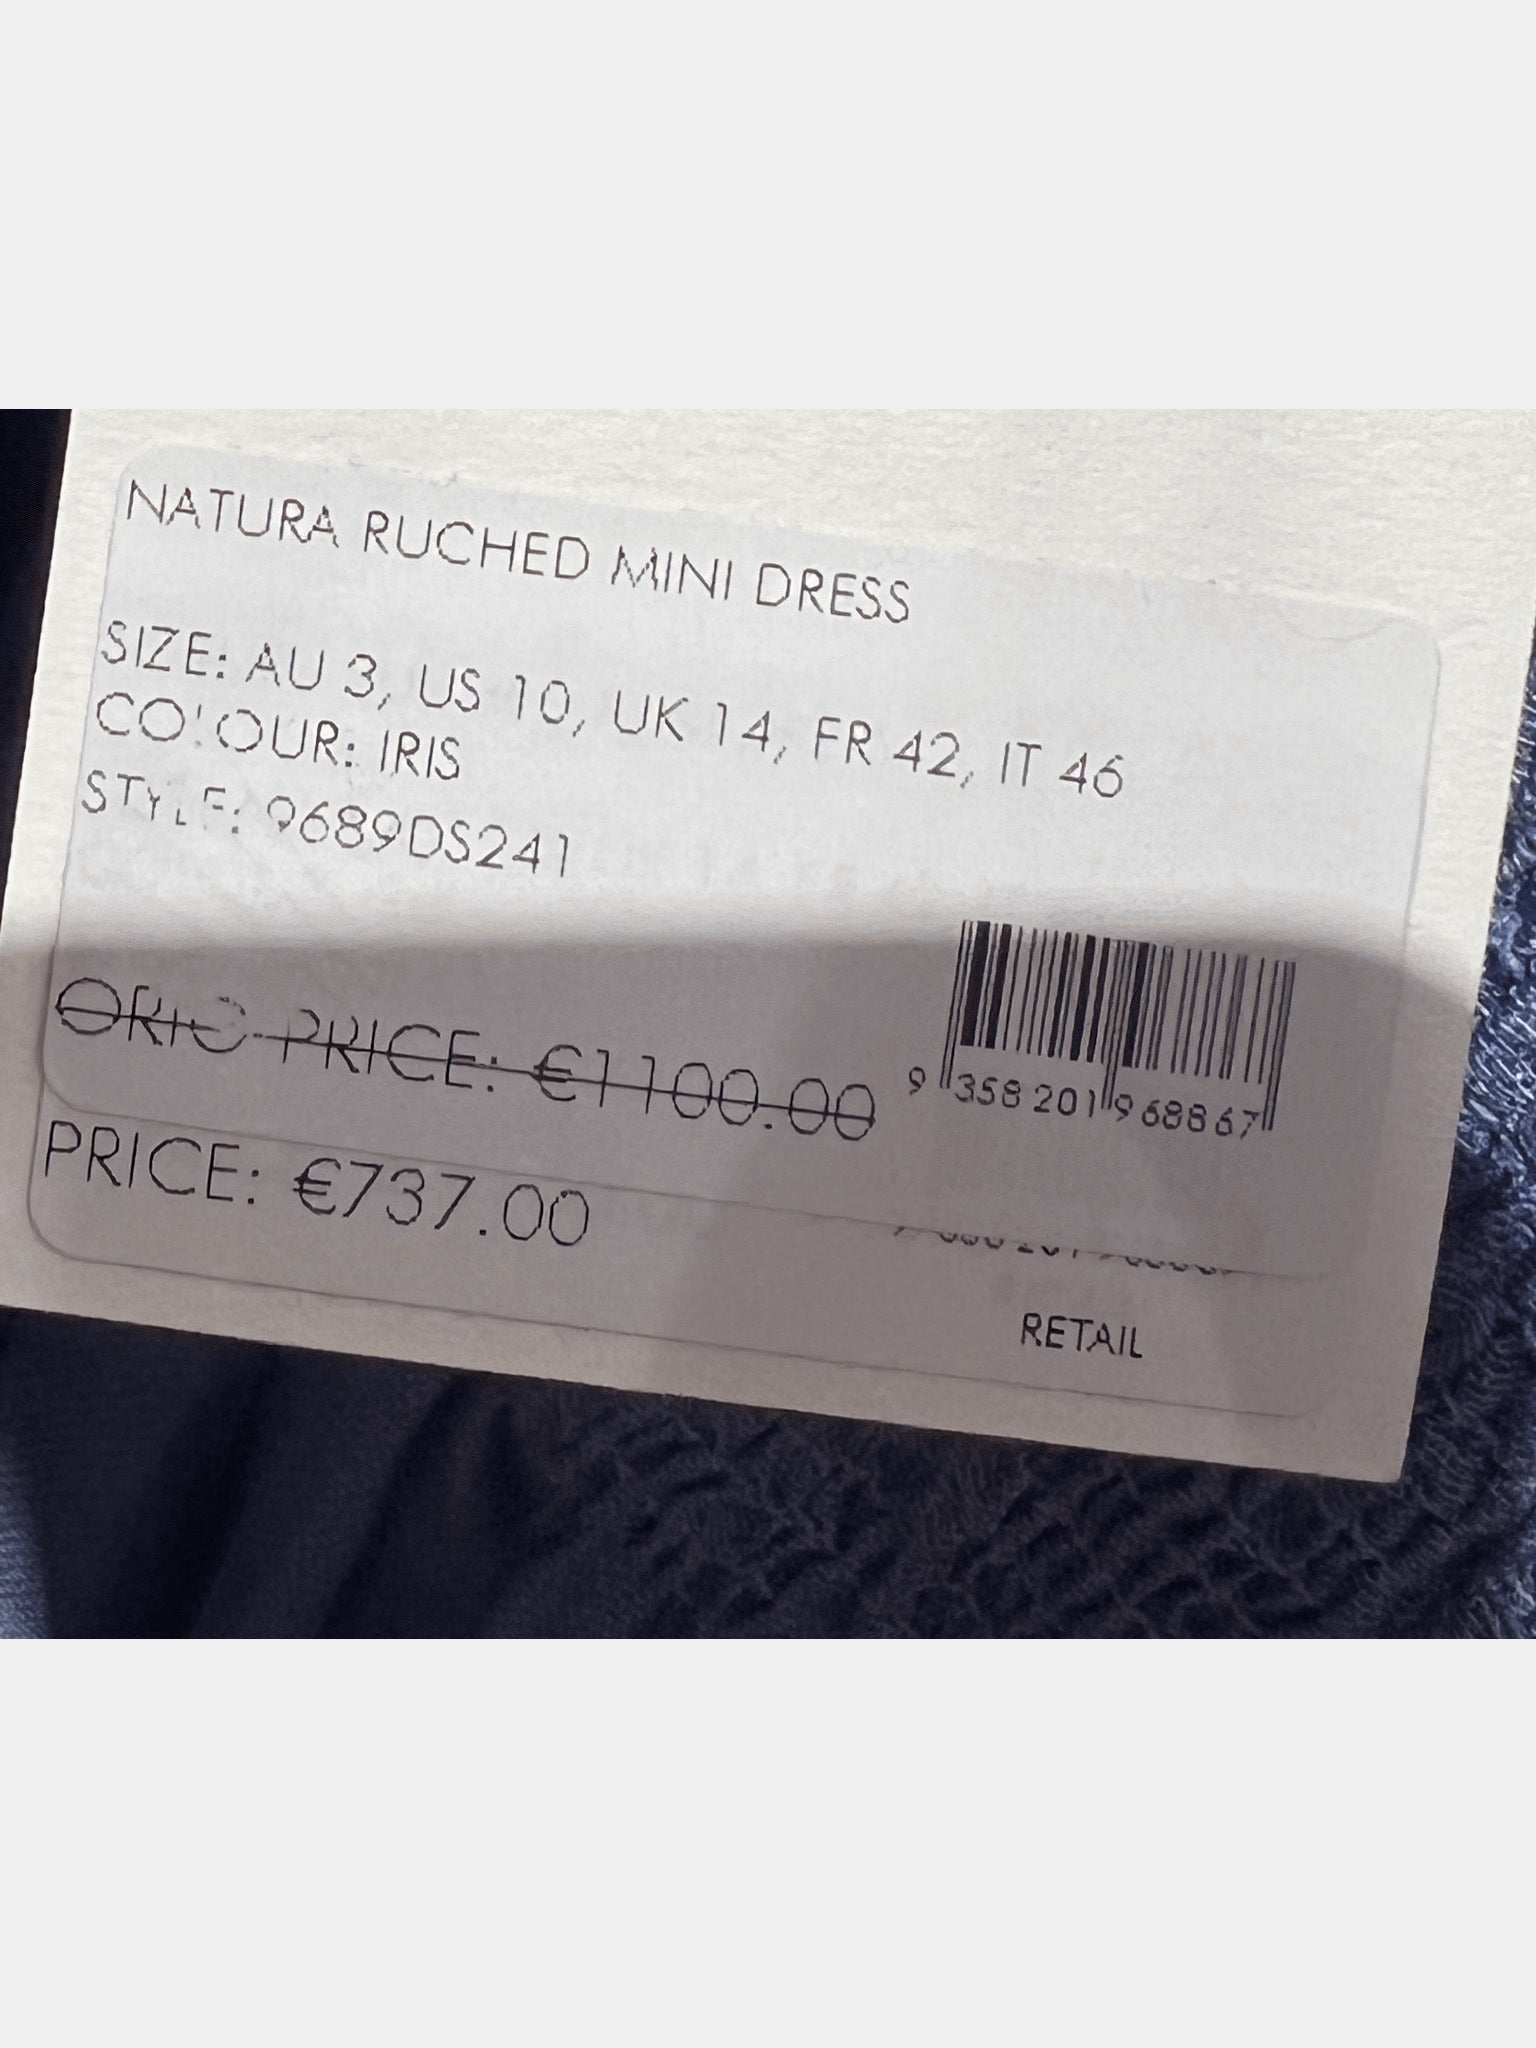 NATURA RUCHED MINI DRESS
SIZE: AU 3, US 10, UK 14, FR 42, IT 46
COLOUR: IRIS
STYLE: 9689DS241
ORIG PRICE: €1100.00
9 358201 968867
PRICE: €737.00
RETAIL